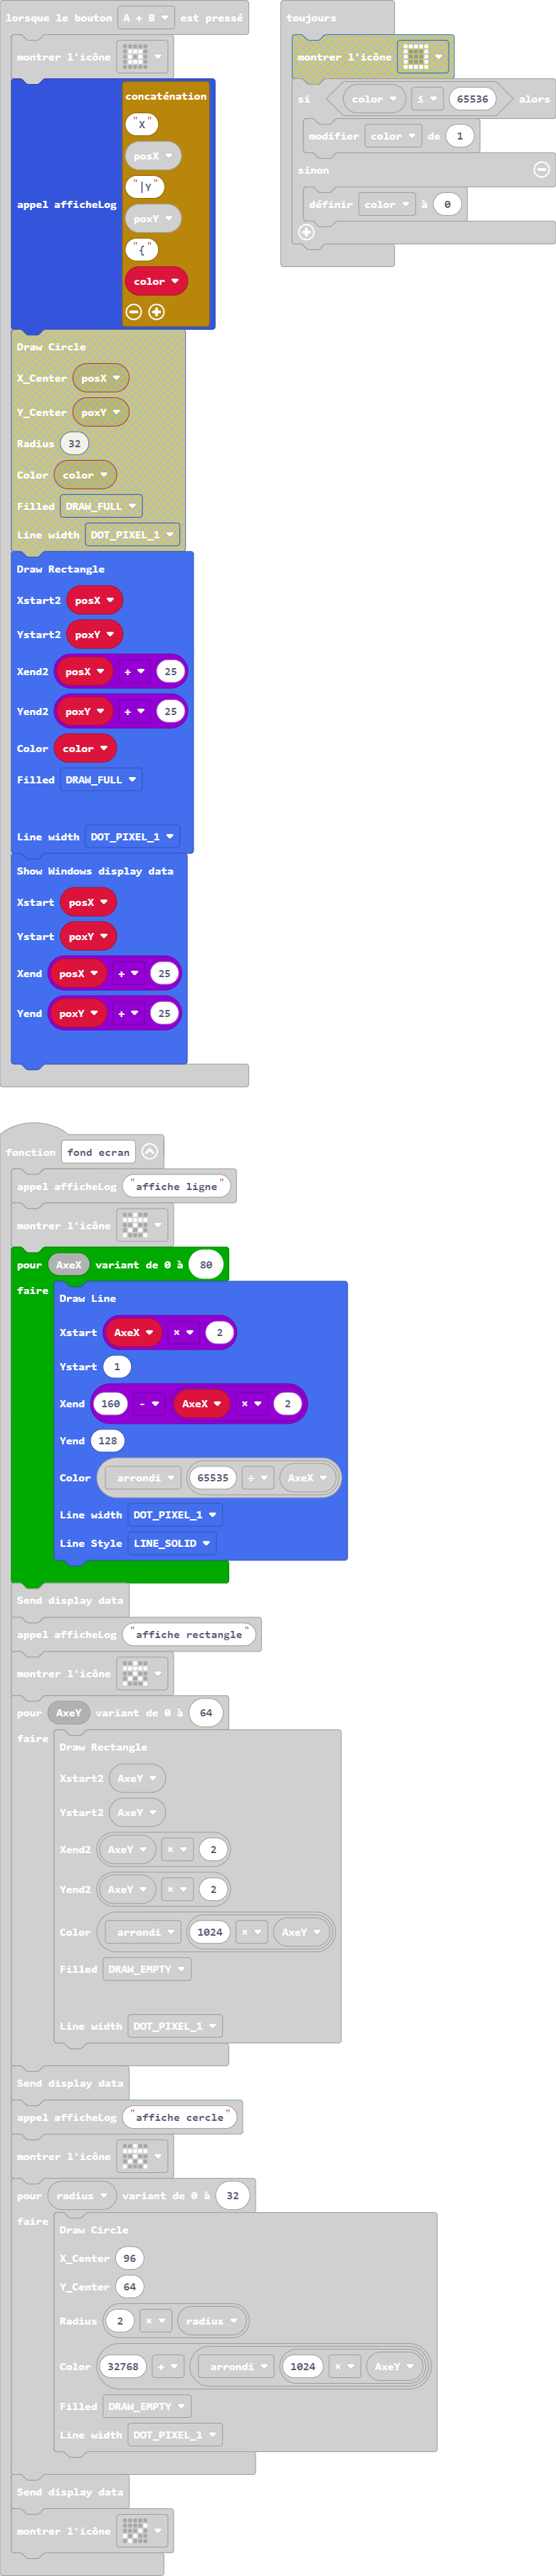 lorsque le bouton A + B est pressé
montrer l'icône
appel afficheLog
concaténation
"X"
posX
"|Y"
poxY
"{"
color
Draw Circle
X_Center posX
Y_Center poxY
Radius 32
Color color
Filled DRAW_FULL
Line width DOT_PIXEL_1
Draw Rectangle
Xstart2 posX
Ystart2 poxY
Xend2 posX + 25
Yend2 poxY + 25
Color color
Filled DRAW_FULL
Line width DOT_PIXEL_1
Show Windows display data
Xstart posX
Ystart poxY
Xend posX + 25
Yend poxY + 25
toujours
montrer l'icône
si color ≤ 65536 alors
modifier color de 1
sinon
définir color à 0
fonction fond ecran
appel afficheLog "affiche ligne"
montrer l'icône
pour AxeX variant de 0 à 80
faire
Draw Line
Xstart AxeX × 2
Ystart 1
Xend 160 - AxeX × 2
Yend 128
Color arrondi 65535 ÷ AxeX
Line width DOT_PIXEL_1
Line Style LINE_SOLID
Send display data
appel afficheLog "affiche rectangle"
montrer l'icône
pour AxeY variant de 0 à 64
faire
Draw Rectangle
Xstart2 AxeY
Ystart2 AxeY
Xend2 AxeY × 2
Yend2 AxeY × 2
Color arrondi 1024 × AxeY
Filled DRAW_EMPTY
Line width DOT_PIXEL_1
Send display data
appel afficheLog "affiche cercle"
montrer l'icône
pour radius variant de 0 à 32
faire
Draw Circle
X_Center 96
Y_Center 64
Radius 2 × radius
Color 32768 + arrondi 1024 × AxeY
Filled DRAW_EMPTY
Line width DOT_PIXEL_1
Send display data
montrer l'icône